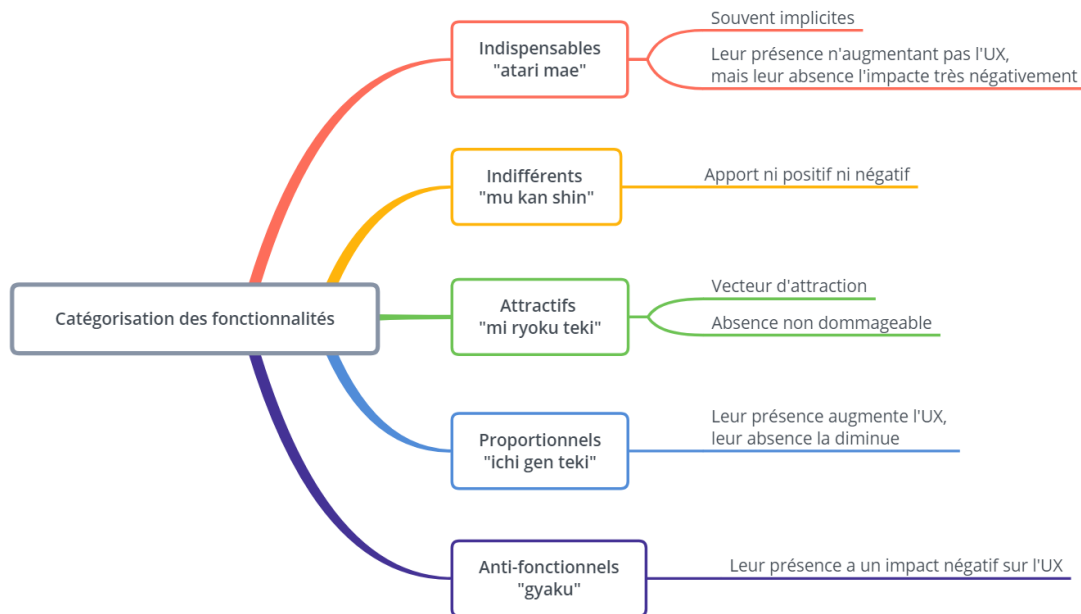 Catégorisation des fonctionnalités
Indispensables
"atari mae"
Souvent implicites
Leur présence n'augmentant pas l'UX,
mais leur absence l'impacte très négativement
Indifférents
"mu kan shin"
Apport ni positif ni négatif
Attractifs
"mi ryoku teki"
Vecteur d'attraction
Absence non dommageable
Proportionnels
"ichi gen teki"
Leur présence augmente l'UX,
leur absence la diminue
Anti-fonctionnels
"gyaku"
Leur présence a un impact négatif sur l'UX